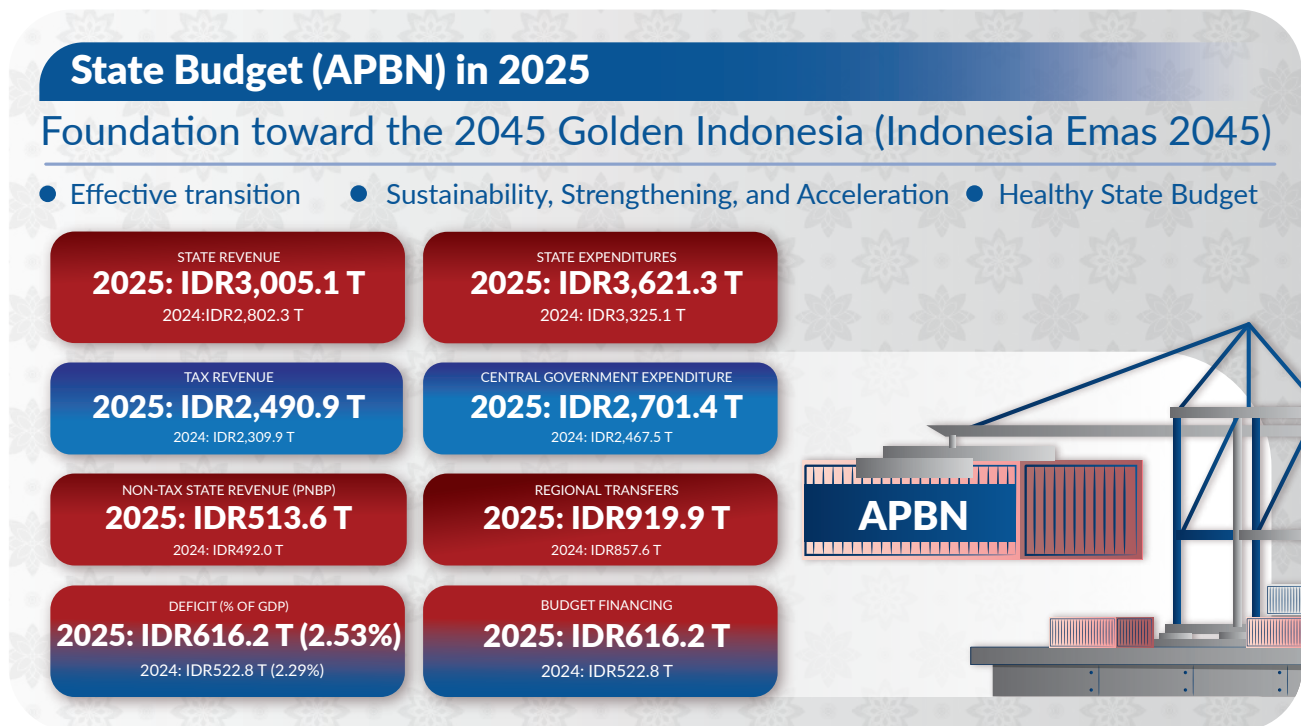 State Budget (APBN) in 2025
Foundation toward the 2045 Golden Indonesia (Indonesia Emas 2045)
● Effective transition ● Sustainability, Strengthening, and Acceleration ● Healthy State Budget
STATE REVENUE
2025: IDR3,005.1 T
2024:IDR2,802.3 T
STATE EXPENDITURES
2025: IDR3,621.3 T
2024: IDR3,325.1 T
TAX REVENUE
2025: IDR2,490.9 T
2024: IDR2,309.9 T
CENTRAL GOVERNMENT EXPENDITURE
2025: IDR2,701.4 T
2024: IDR2,467.5 T
NON-TAX STATE REVENUE (PNBP)
2025: IDR513.6 T
2024: IDR492.0 T
REGIONAL TRANSFERS
2025: IDR919.9 T
2024: IDR857.6 T
APBN
DEFICIT (% OF GDP)
2025: IDR616.2 T (2.53%)
2024: IDR522.8 T (2.29%)
BUDGET FINANCING
2025: IDR616.2 T
2024: IDR522.8 T